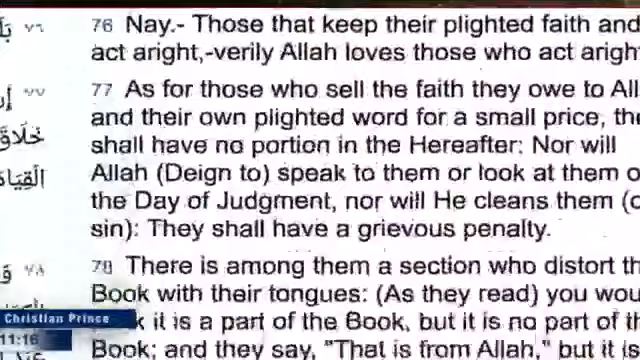 76 Nay.- Those that keep their plighted faith and
act aright,-verily Allah loves those who act aright
٧٦
77 As for those who sell the faith they owe to All
and their own plighted word for a small price, the
shall have no portion in the Hereafter: Nor will
Allah (Deign to) speak to them or look at them o
the Day of Judgment, nor will He cleans them (o
sin): They shall have a grievous penalty.
٧٧
78 There is among them a section who distort th
Book with their tongues: (As they read) you wou
k it is a part of the Book, but it is no part of th
Book; and they say, "That is from Allah," but it is
٧٨
Christian Prince
11:16